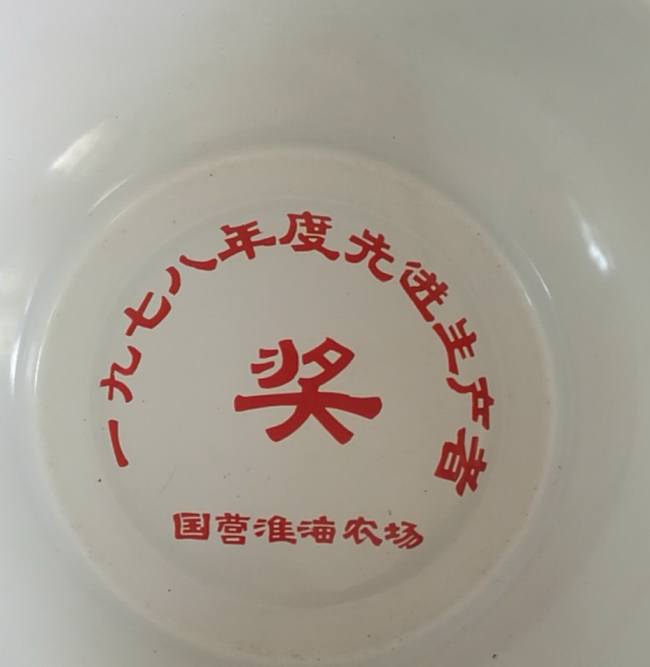 一九七八年度先进生产者
奖
国营淮海农场